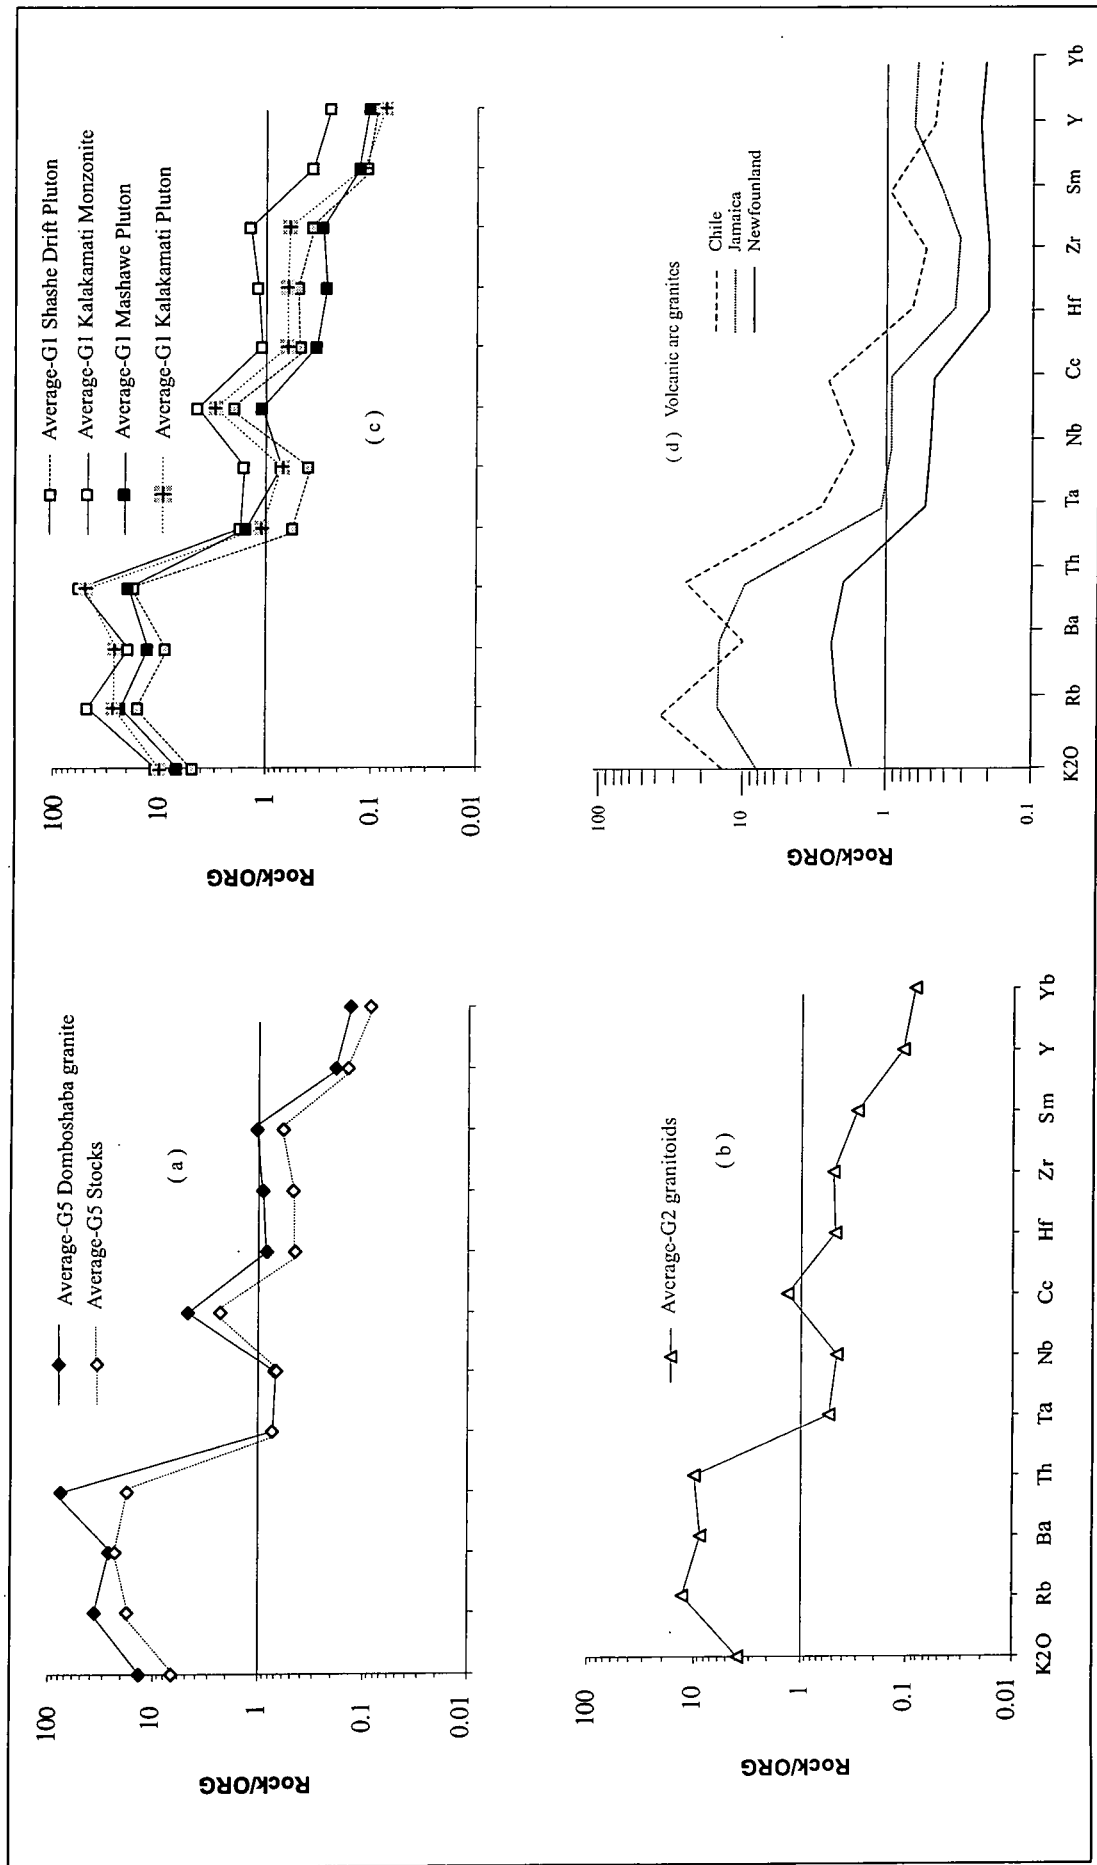 Average-G5 Domboshaba granite
Average-G5 Stocks
( a )
100
10
1
0.1
0.01
Rock/ORG
Average-G1 Shashe Drift Pluton
Average-G1 Kalakamati Monzonite
Average-G1 Mashawe Pluton
Average-G1 Kalakamati Pluton
( c )
100
10
1
0.1
0.01
Rock/ORG
Average-G2 granitoids
( b )
100
10
1
0.1
0.01
Rock/ORG
K2O Rb Ba Th Ta Nb Cc Hf Zr Sm Y Yb
( d ) Volcanic arc granites
Chile
Jamaica
Newfounland
100
10
1
0.1
Rock/ORG
K2O Rb Ba Th Ta Nb Cc Hf Zr Sm Y Yb